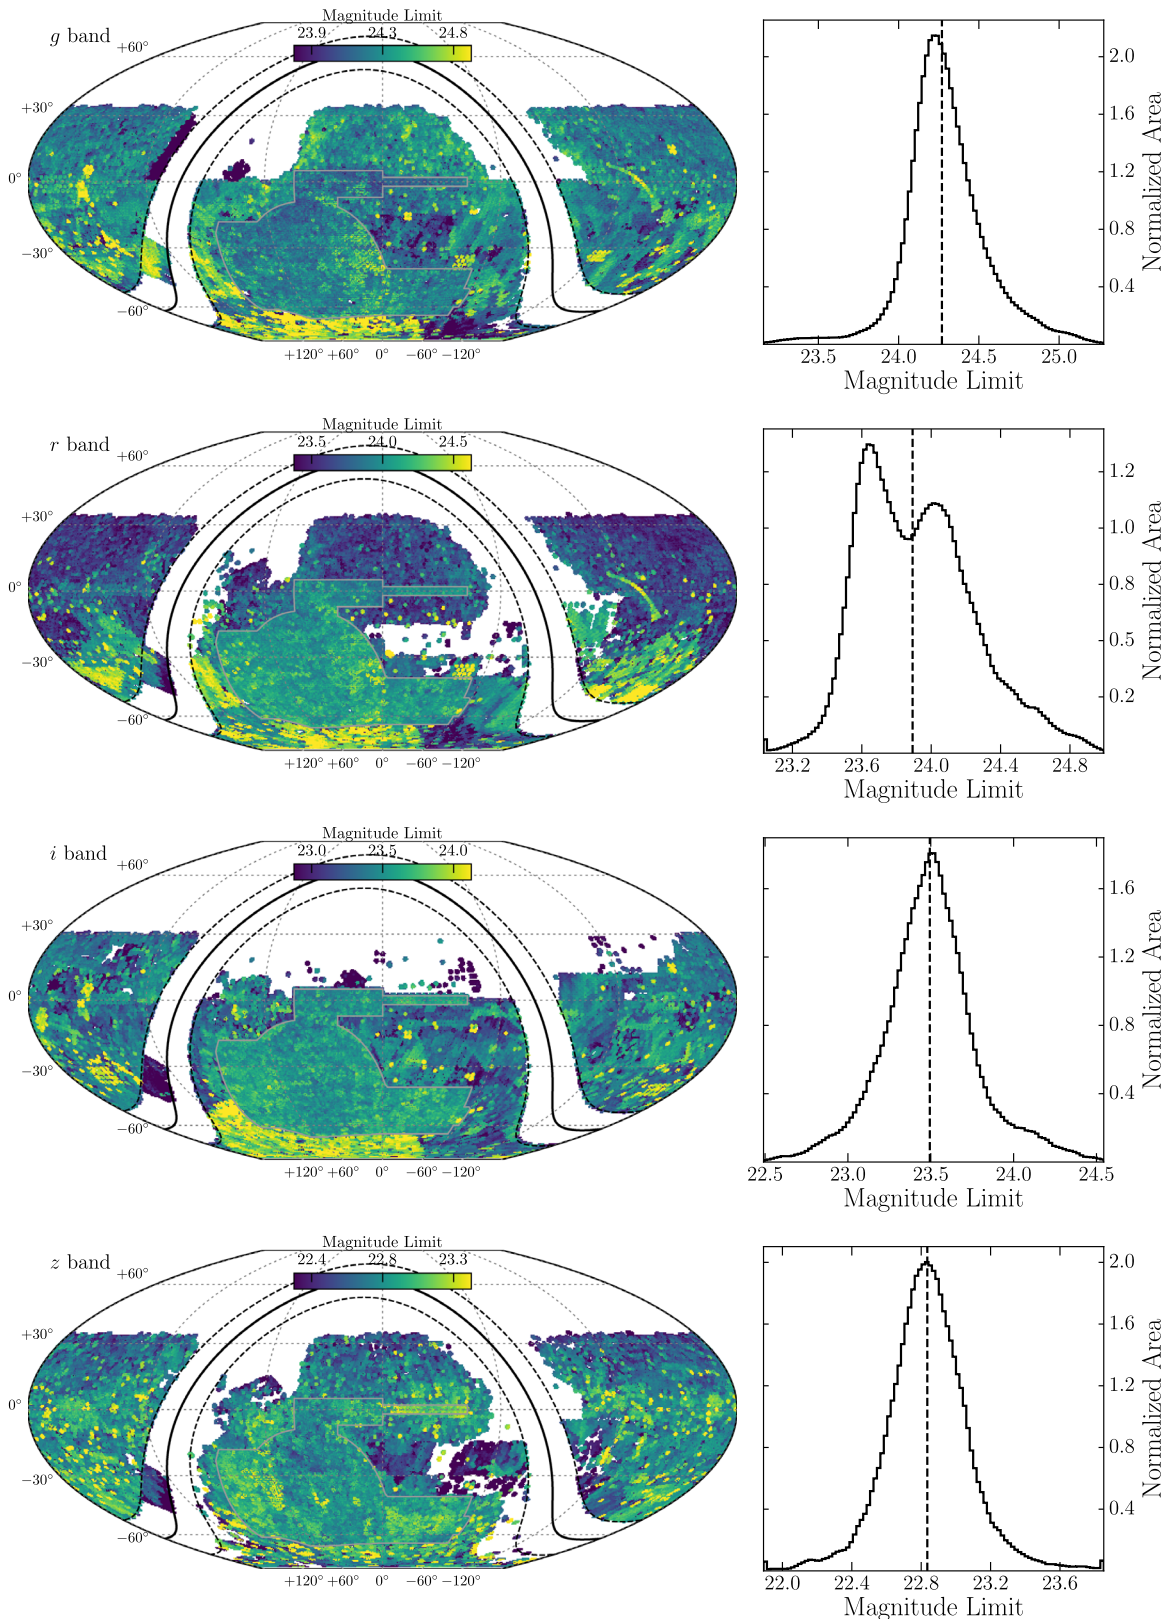 Magnitude Limit
23.9 24.3 24.8
g band
+60°
+30°
0°
−30°
−60°
+120° +60° 0° −60° −120°
2.0
1.6
1.2
0.8
0.4
Normalized Area
23.5 24.0 24.5 25.0
Magnitude Limit
Magnitude Limit
23.5 24.0 24.5
r band
+60°
+30°
0°
−30°
−60°
+120° +60° 0° −60° −120°
1.2
1.0
0.8
0.5
0.2
Normalized Area
23.2 23.6 24.0 24.4 24.8
Magnitude Limit
Magnitude Limit
23.0 23.5 24.0
i band
+60°
+30°
0°
−30°
−60°
+120° +60° 0° −60° −120°
1.6
1.2
0.8
0.4
Normalized Area
22.5 23.0 23.5 24.0 24.5
Magnitude Limit
Magnitude Limit
22.4 22.8 23.3
z band
+60°
+30°
0°
−30°
−60°
+120° +60° 0° −60° −120°
2.0
1.6
1.2
0.8
0.4
Normalized Area
22.0 22.4 22.8 23.2 23.6
Magnitude Limit